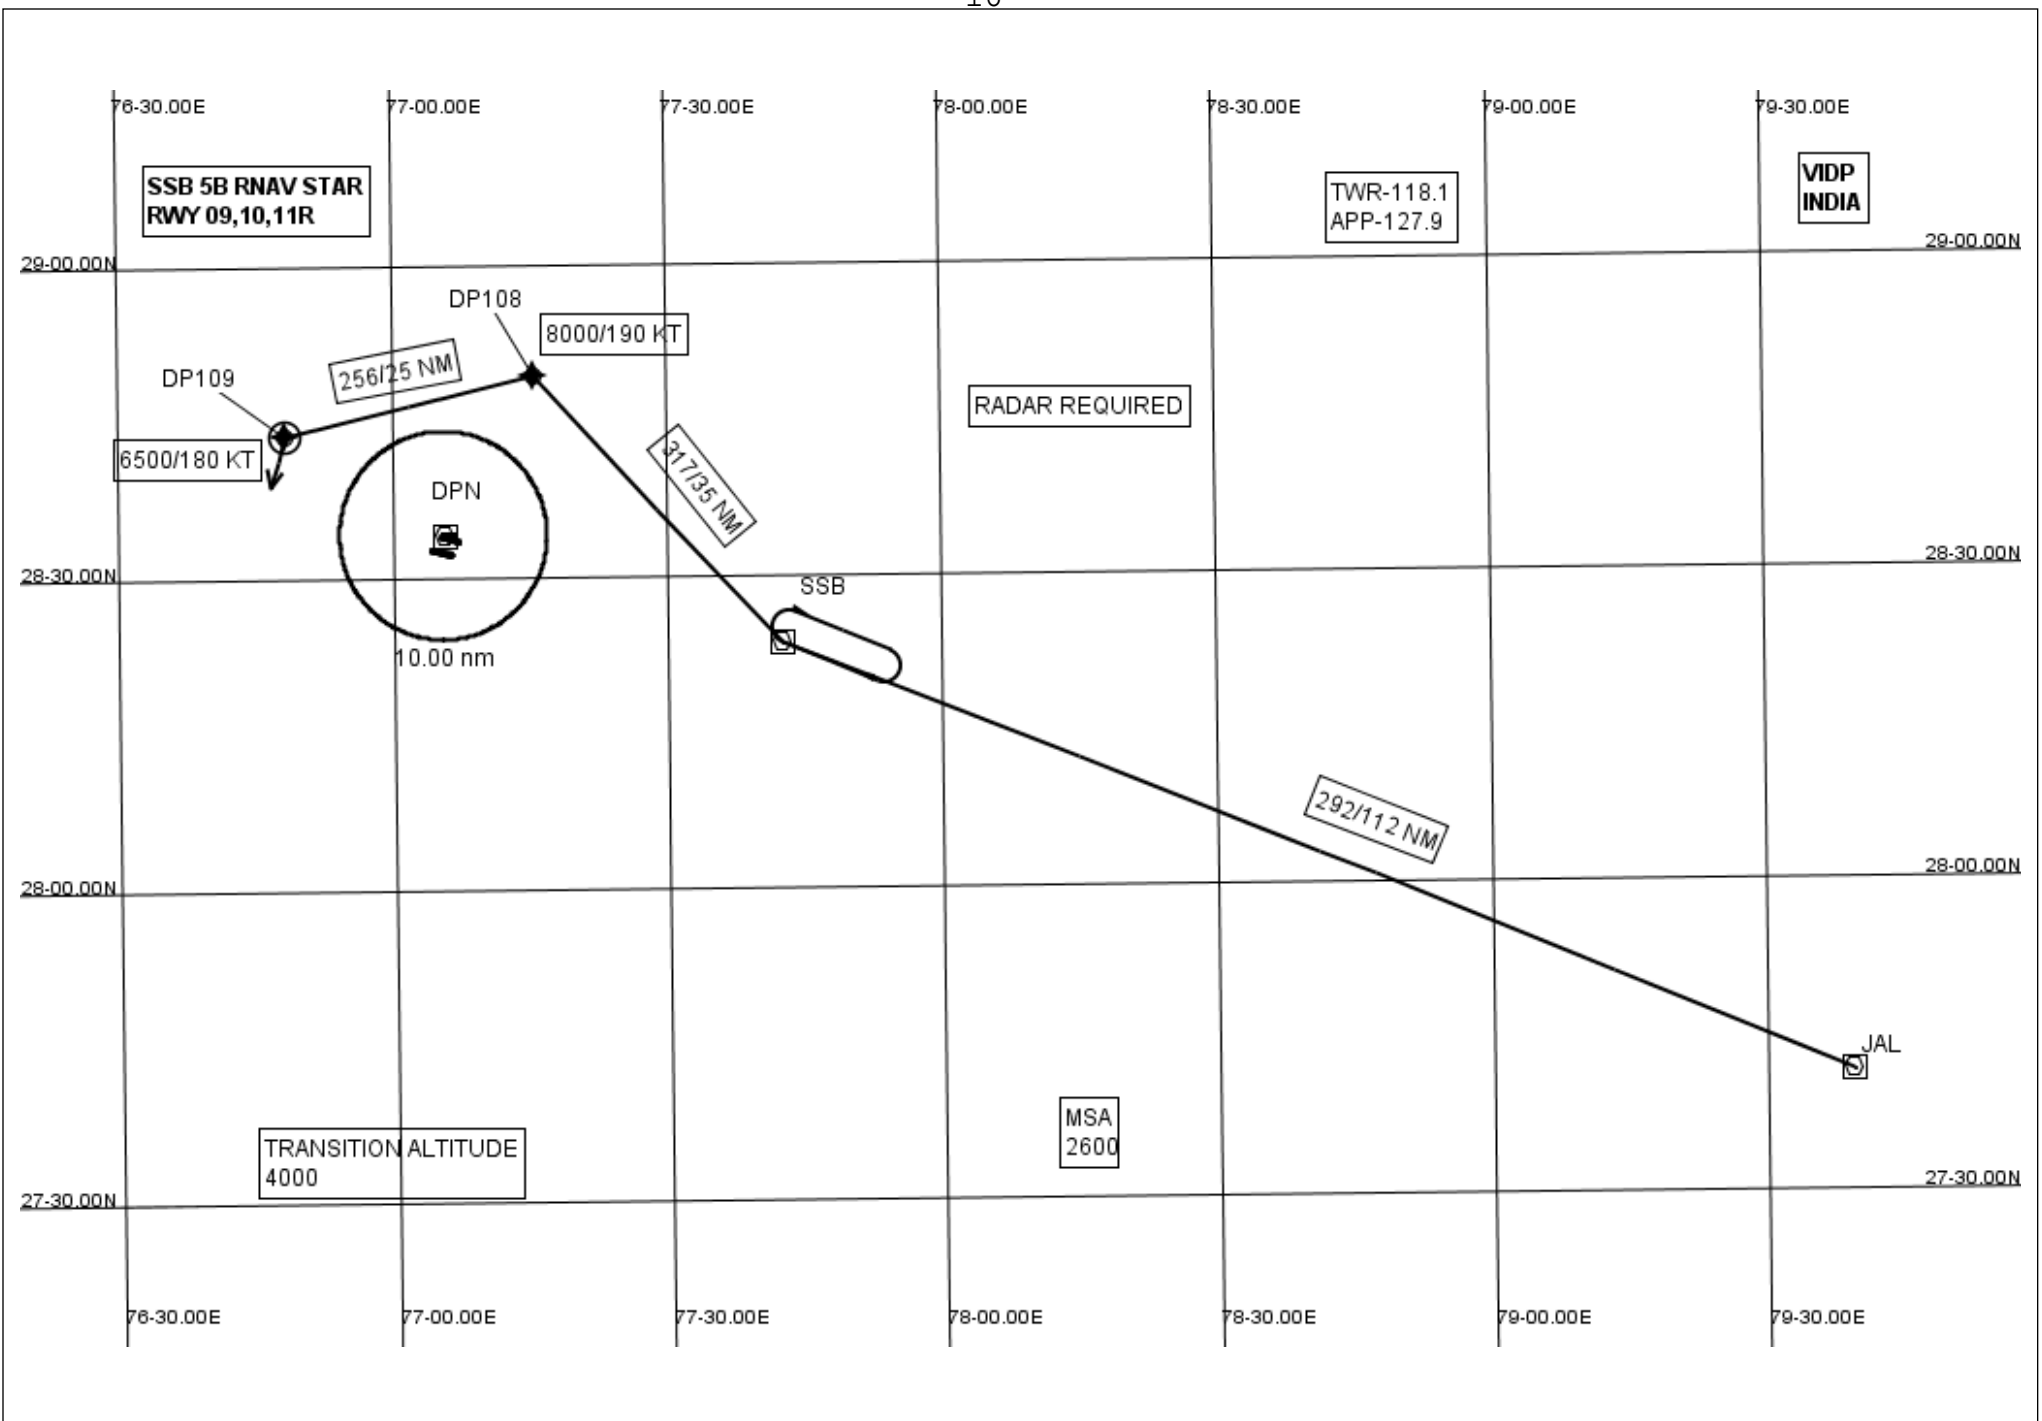 76-30.00E
77-00.00E
77-30.00E
78-00.00E
78-30.00E
79-00.00E
79-30.00E
SSB 5B RNAV STAR
RWY 09,10,11R
TWR-118.1
APP-127.9
VIDP
INDIA
29-00.00N
29-00.00N
DP108
8000/190 KT
256/25 NM
DP109
RADAR REQUIRED
6500/180 KT
317/35 NM
DPN
28-30.00N
28-30.00N
SSB
10.00 nm
292/112 NM
28-00.00N
28-00.00N
JAL
MSA
2600
TRANSITION ALTITUDE
4000
27-30.00N
27-30.00N
76-30.00E
77-00.00E
77-30.00E
78-00.00E
78-30.00E
79-00.00E
79-30.00E